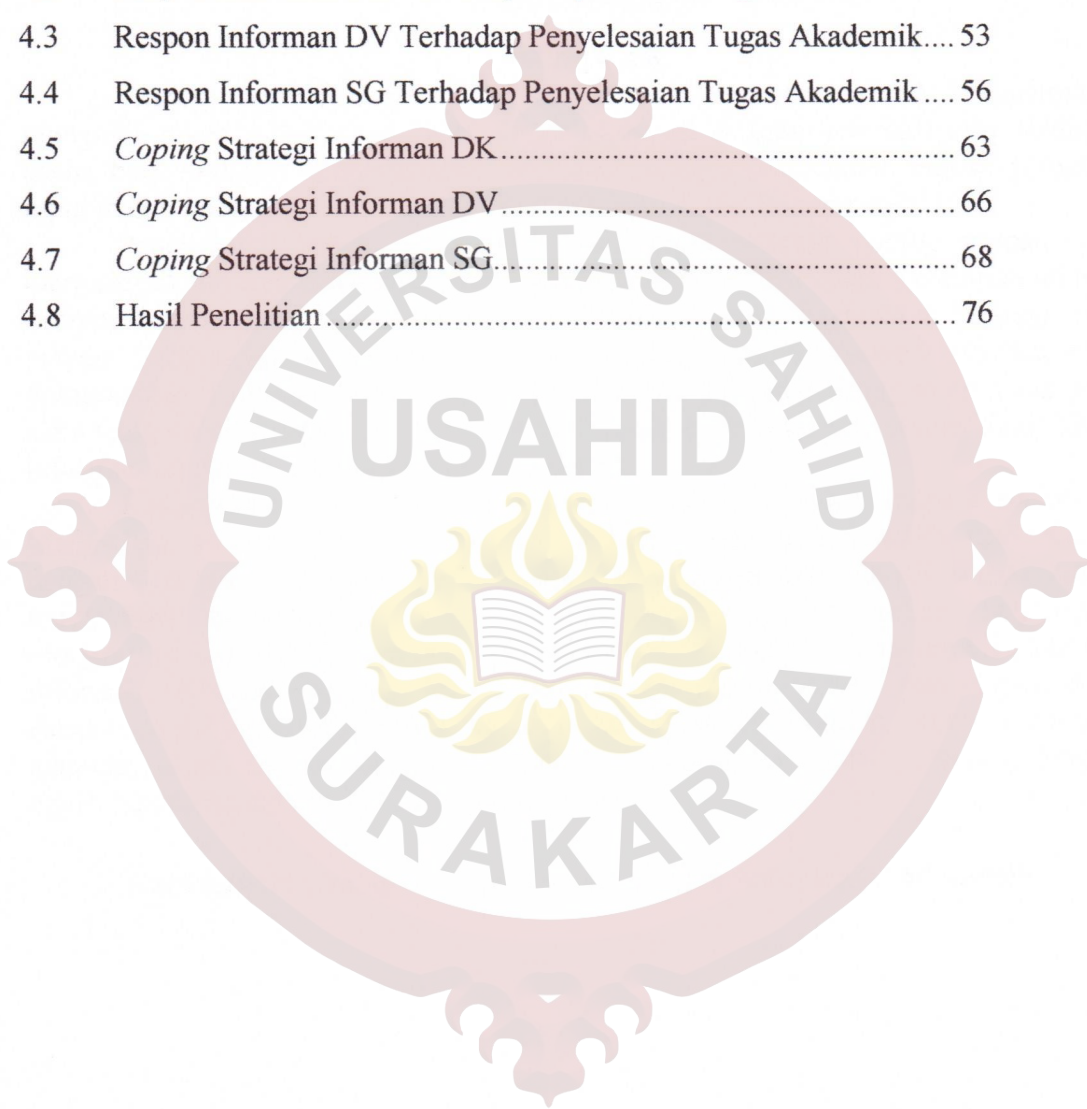 4.3 Respon Informan DV Terhadap Penyelesaian Tugas Akademik.... 53
4.4 Respon Informan SG Terhadap Penyelesaian Tugas Akademik .... 56
4.5 Coping Strategi Informan DK........................................................... 63
4.6 Coping Strategi Informan DV........................................................... 66
4.7 Coping Strategi Informan SG............................................................ 68
4.8 Hasil Penelitian .................................................................................. 76
UNIVERSITAS SAHID
USAHID
SURAKARTA